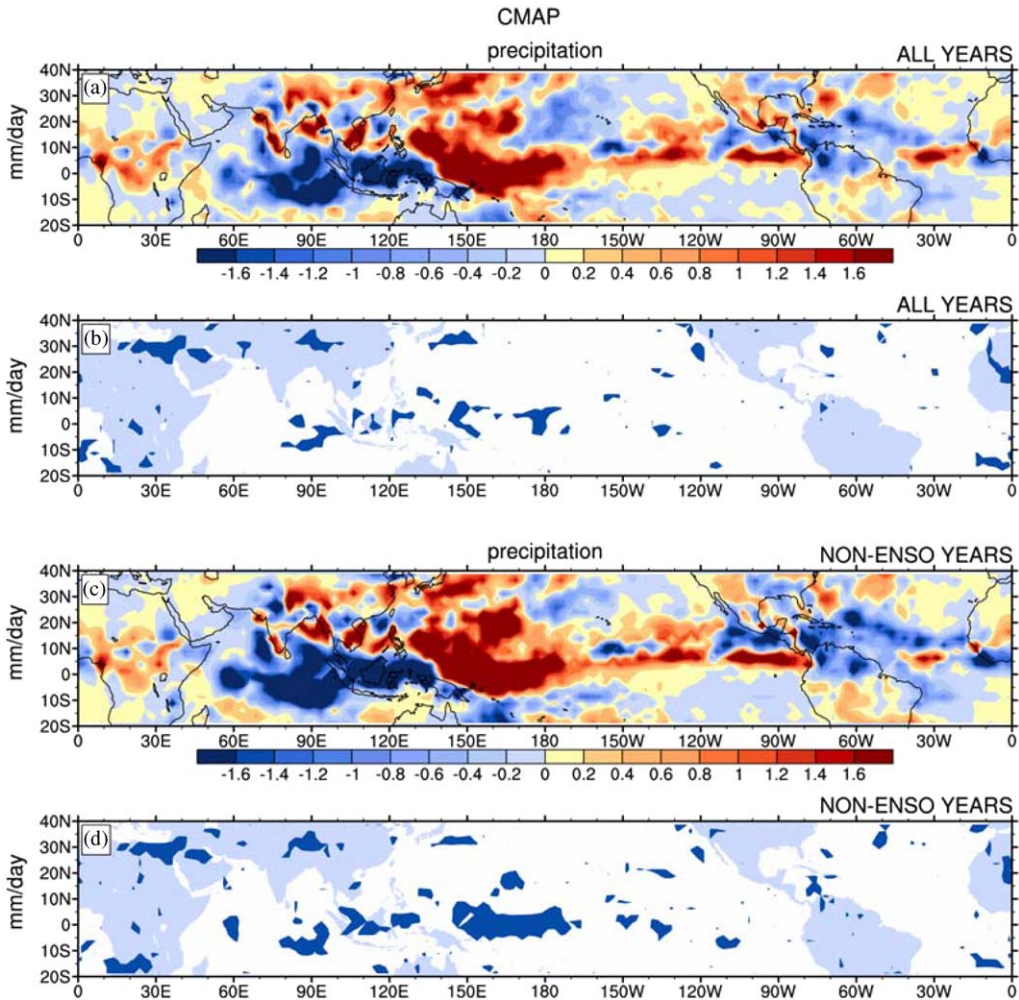 CMAP
precipitation ALL YEARS
(a)
mm/day
40N
30N
20N
10N
0
10S
20S
0 30E 60E 90E 120E 150E 180 150W 120W 90W 60W 30W 0
-1.6 -1.4 -1.2 -1 -0.8 -0.6 -0.4 -0.2 0 0.2 0.4 0.6 0.8 1 1.2 1.4 1.6
ALL YEARS
(b)
mm/day
40N
30N
20N
10N
0
10S
20S
0 30E 60E 90E 120E 150E 180 150W 120W 90W 60W 30W 0
precipitation NON-ENSO YEARS
(c)
mm/day
40N
30N
20N
10N
0
10S
20S
0 30E 60E 90E 120E 150E 180 150W 120W 90W 60W 30W 0
-1.6 -1.4 -1.2 -1 -0.8 -0.6 -0.4 -0.2 0 0.2 0.4 0.6 0.8 1 1.2 1.4 1.6
NON-ENSO YEARS
(d)
mm/day
40N
30N
20N
10N
0
10S
20S
0 30E 60E 90E 120E 150E 180 150W 120W 90W 60W 30W 0